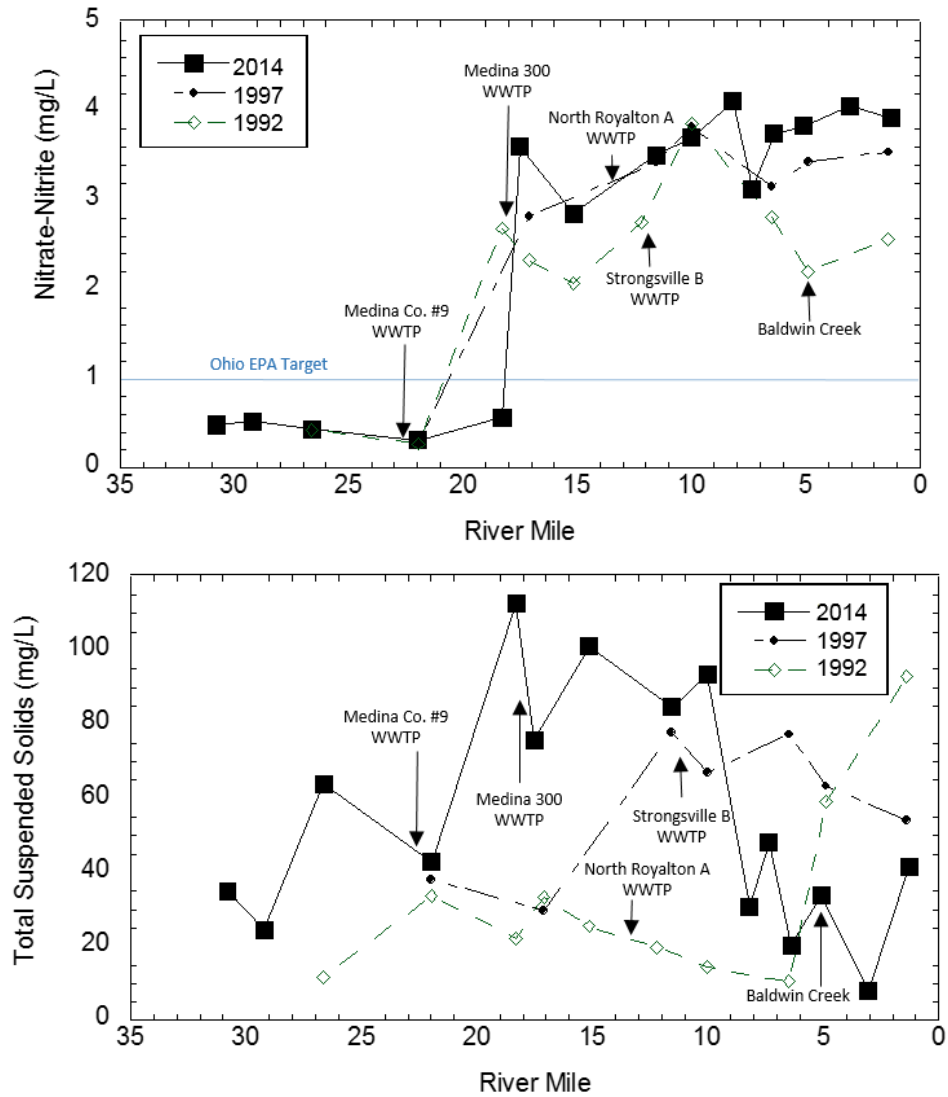 5
4
3
2
1
0
Nitrate-Nitrite (mg/L)
2014
1997
1992
Medina 300
WWTP
North Royalton A
WWTP
Strongsville B
WWTP
Medina Co. #9
WWTP
Baldwin Creek
Ohio EPA Target
35
30
25
20
15
10
5
0
River Mile
120
100
80
60
40
20
0
Total Suspended Solids (mg/L)
2014
1997
1992
Medina Co. #9
WWTP
Medina 300
WWTP
Strongsville B
WWTP
North Royalton A
WWTP
Baldwin Creek
35
30
25
20
15
10
5
0
River Mile